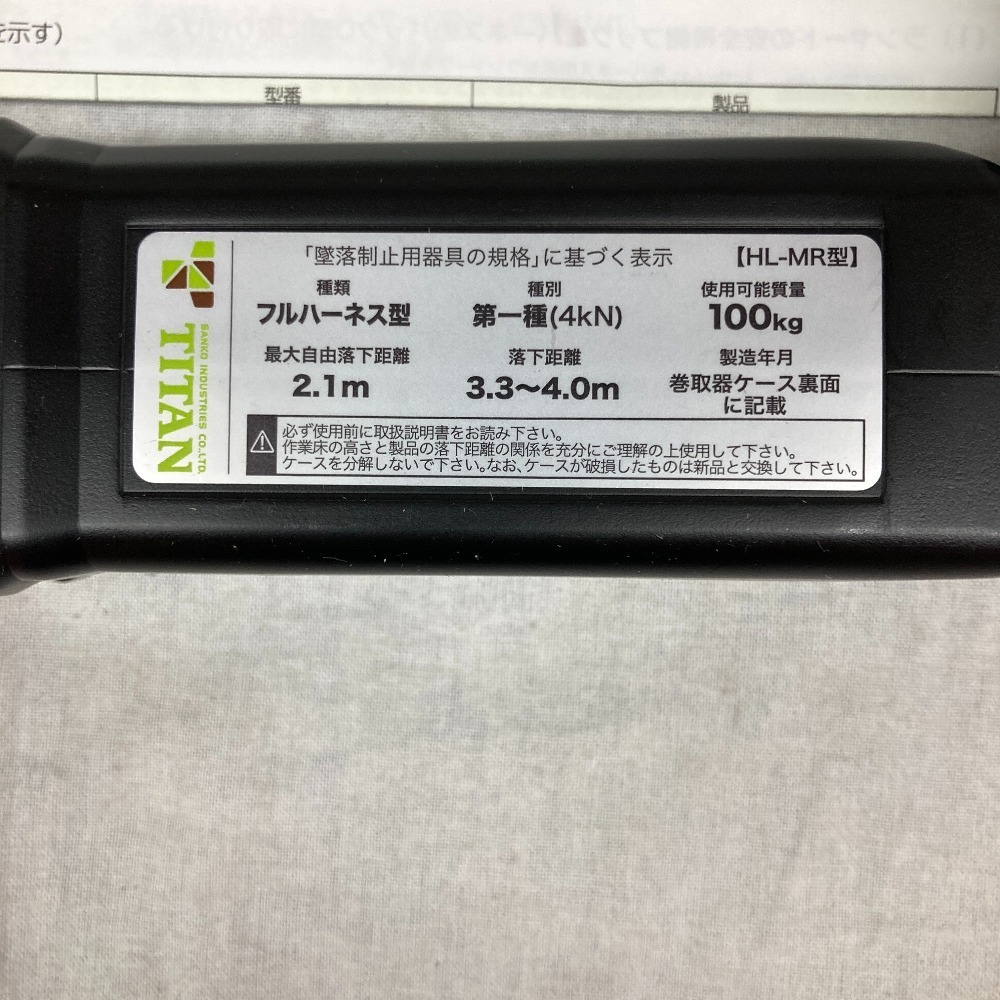 を示す)
型番
製品
「墜落制止用器具の規格」に基づく表示 【HL-MR型】
種類
フルハーネス型
種別
第一種(4kN)
使用可能質量
100kg
最大自由落下距離
2.1m
落下距離
3.3〜4.0m
製造年月
巻取器ケース裏面
に記載
必ず使用前に取扱説明書をお読み下さい。
作業床の高さと製品の落下距離の関係を充分にご理解の上使用して下さい。
ケースを分解しないで下さい。なお、ケースが破損したものは新品と交換して下さい。
SANKO INDUSTRIES CO.,LTD.
TITAN